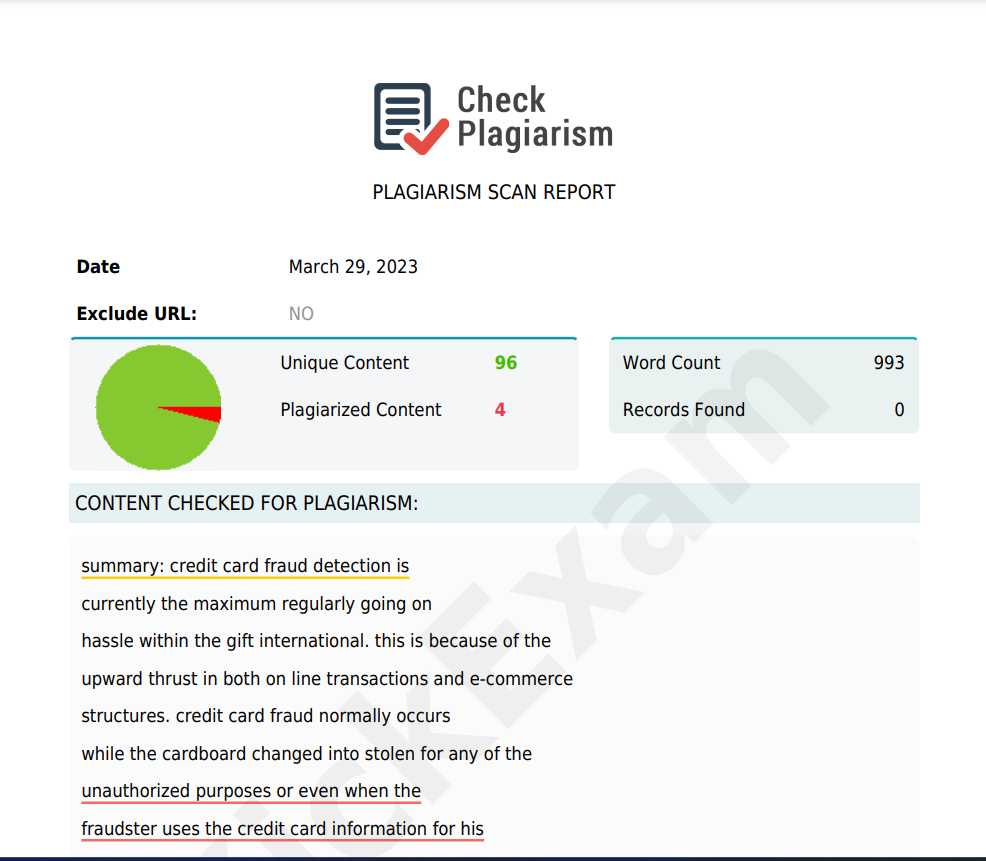 Check
Plagiarism
PLAGIARISM SCAN REPORT
Date March 29, 2023
Exclude URL: NO
Unique Content 96
Word Count 993
Plagiarized Content 4
Records Found 0
CONTENT CHECKED FOR PLAGIARISM:
summary: credit card fraud detection is
currently the maximum regularly going on
hassle within the gift international. this is because of the
upward thrust in both on line transactions and e-commerce
structures. credit card fraud normally occurs
while the cardboard changed into stolen for any of the
unauthorized purposes or even when the
fraudster uses the credit card information for his